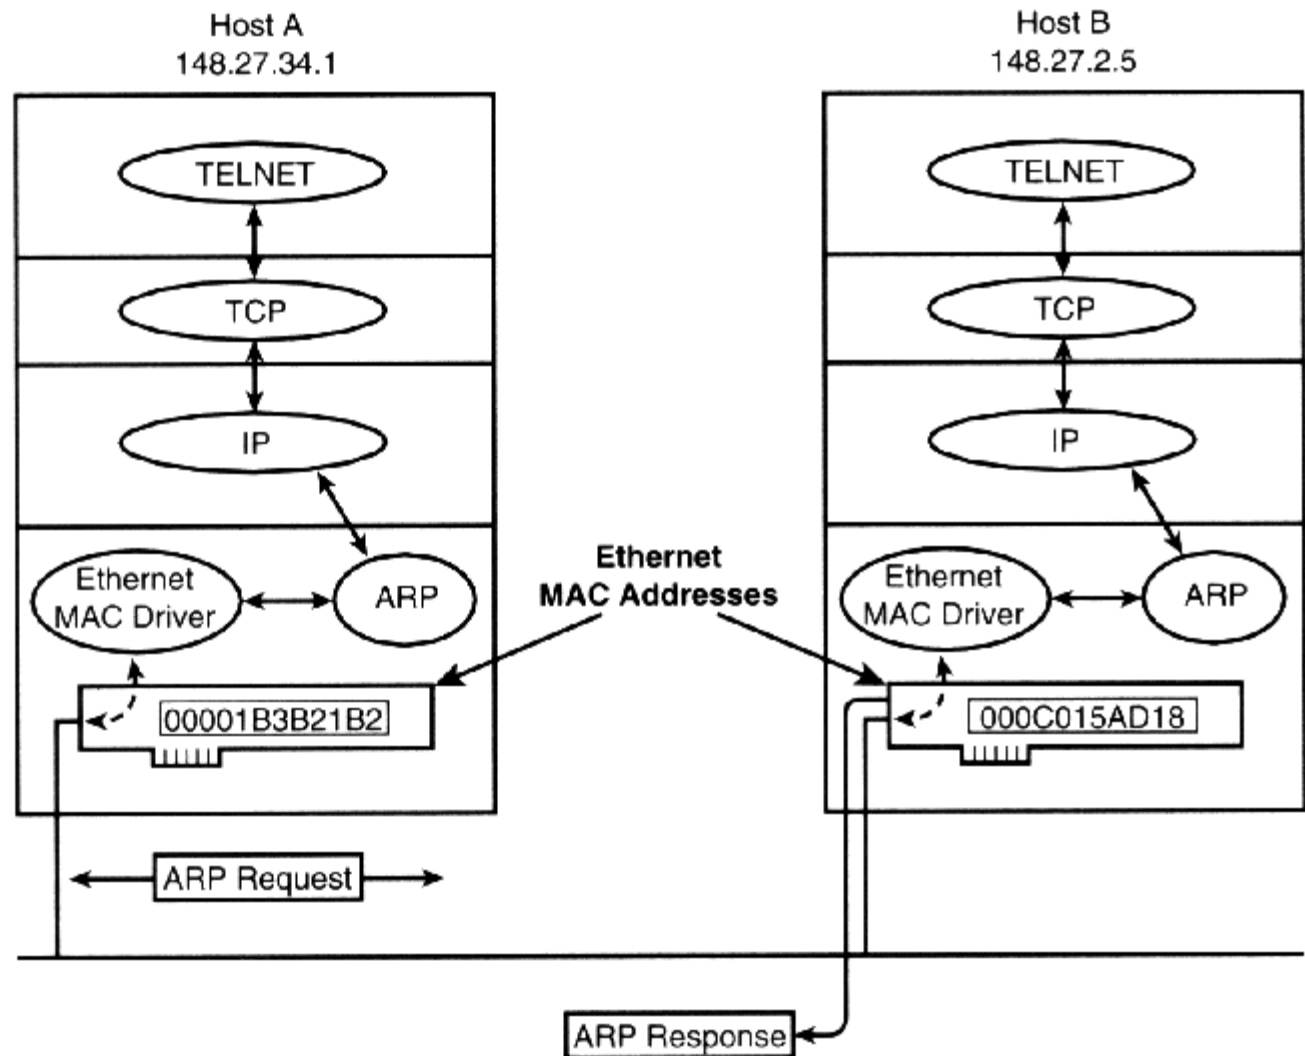 Host A
148.27.34.1
TELNET
TCP
IP
Ethernet
MAC Driver
ARP
00001B3B21B2
ARP Request
Ethernet
MAC Addresses
Host B
148.27.2.5
TELNET
TCP
IP
Ethernet
MAC Driver
ARP
000C015AD18
ARP Response